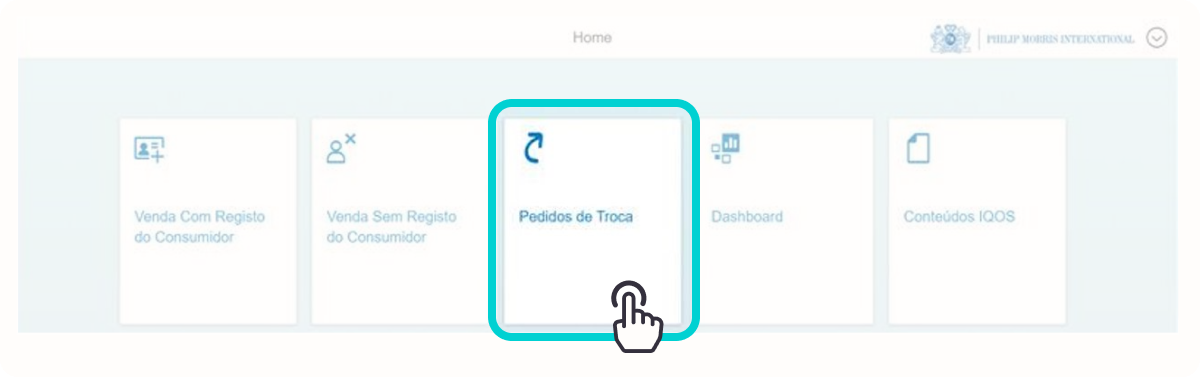 Home
PHILIP MORRIS INTERNATIONAL
Venda Com Registo
do Consumidor
Venda Sem Registo
do Consumidor
Pedidos de Troca
Dashboard
Conteúdos IQOS